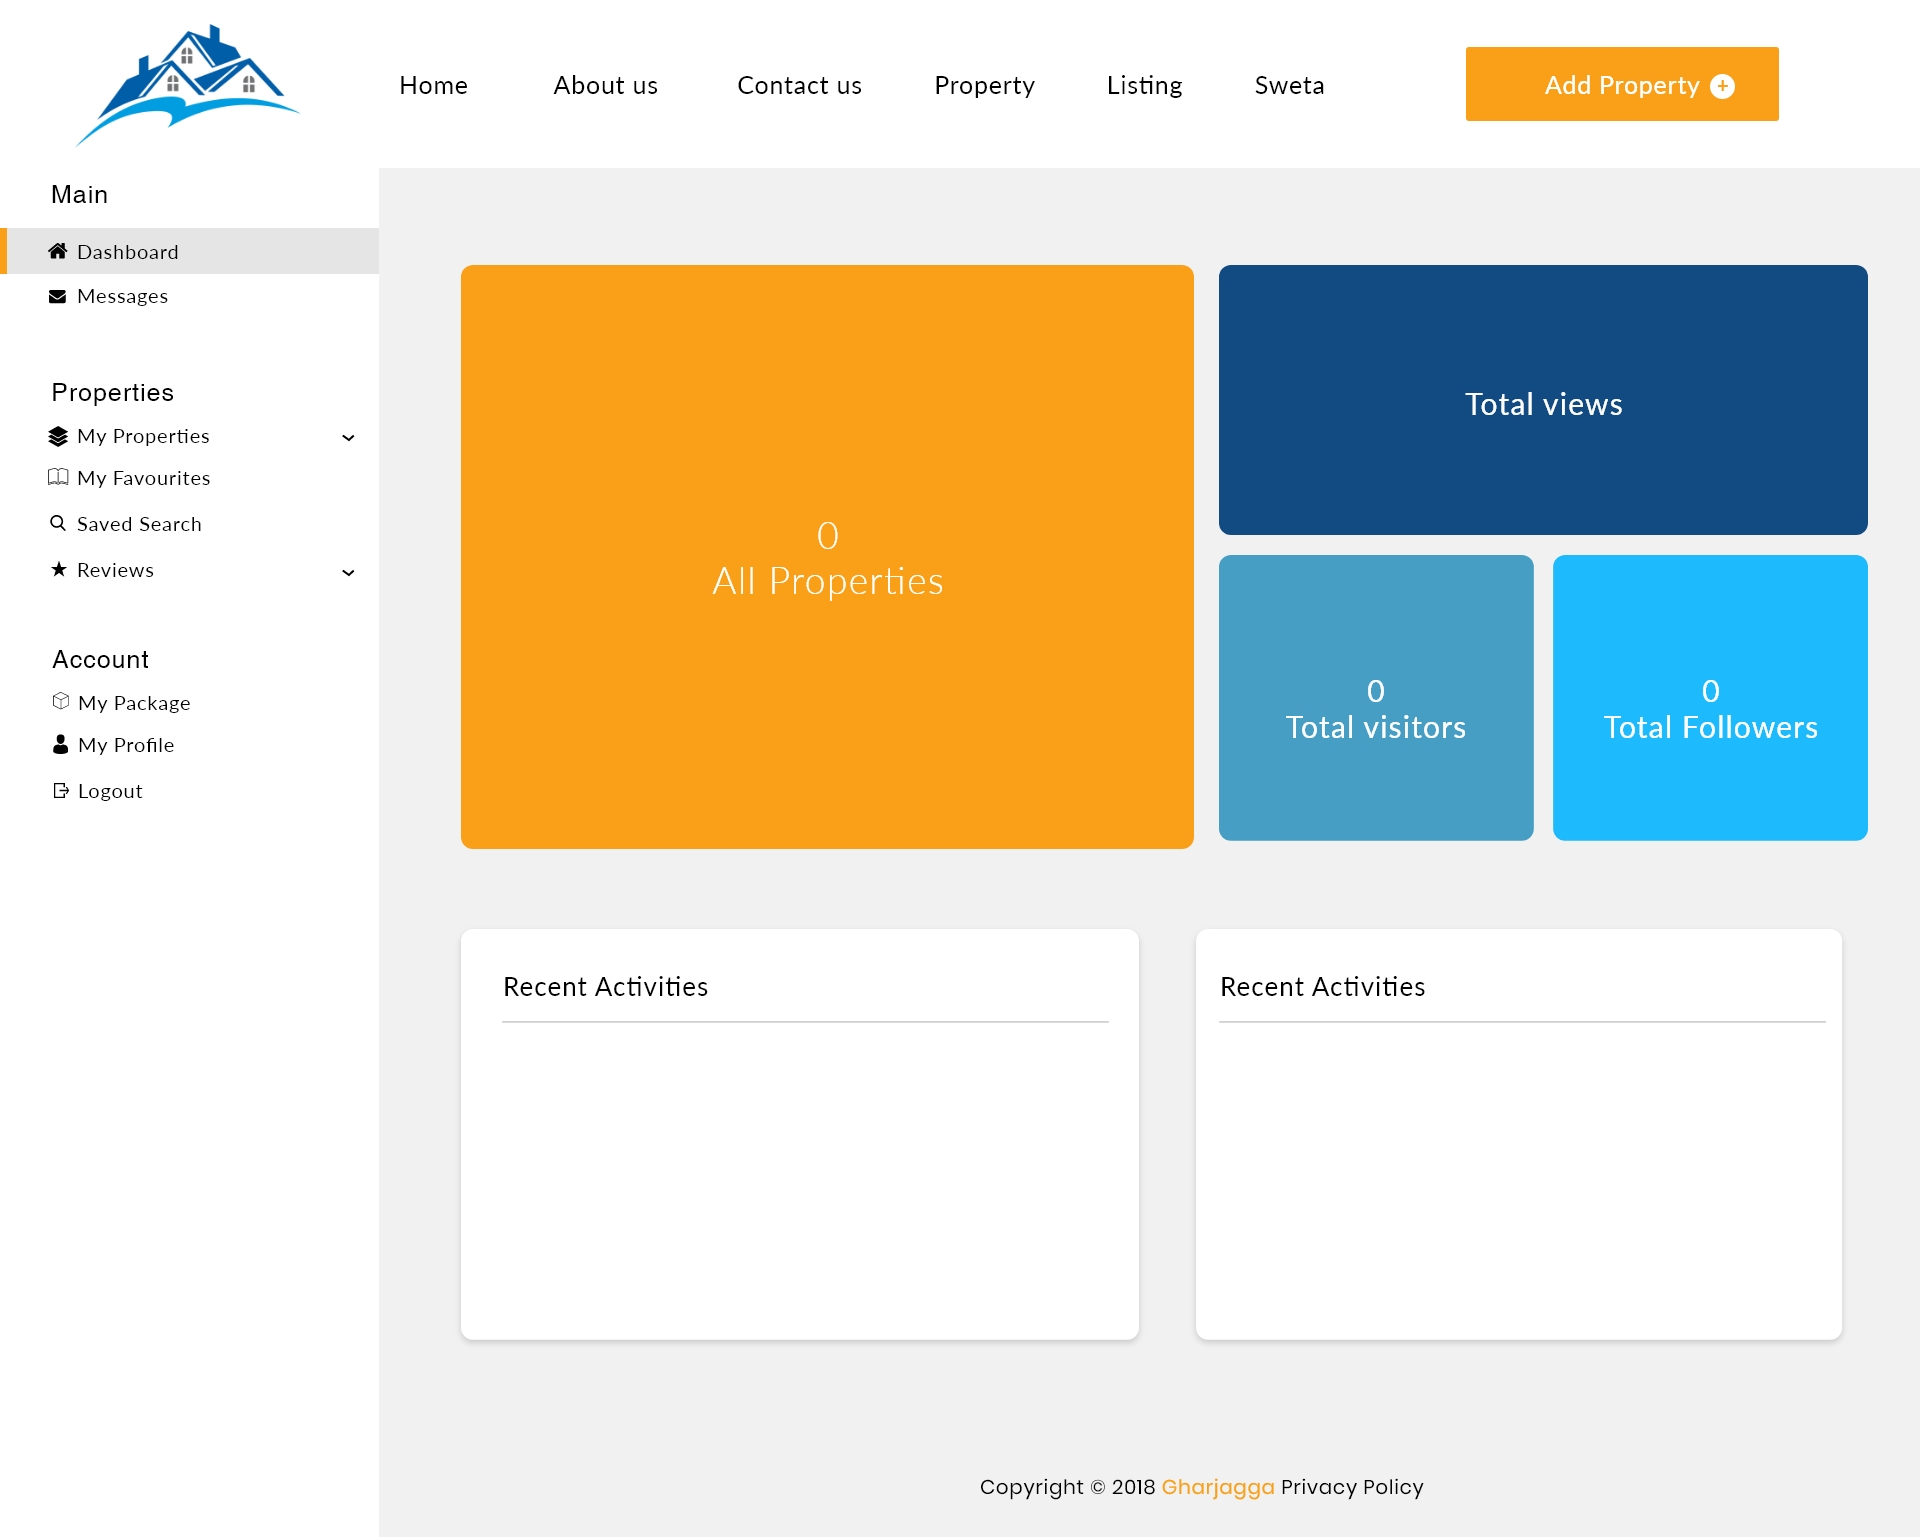 Home
About us
Contact us
Property
Listing
Sweta
Add Property
Main
Dashboard
Messages
Properties
My Properties
My Favourites
Saved Search
Reviews
Account
My Package
My Profile
Logout
0
All Properties
Total views
0
Total visitors
0
Total Followers
Recent Activities
Recent Activities
Copyright © 2018 Gharjagga Privacy Policy